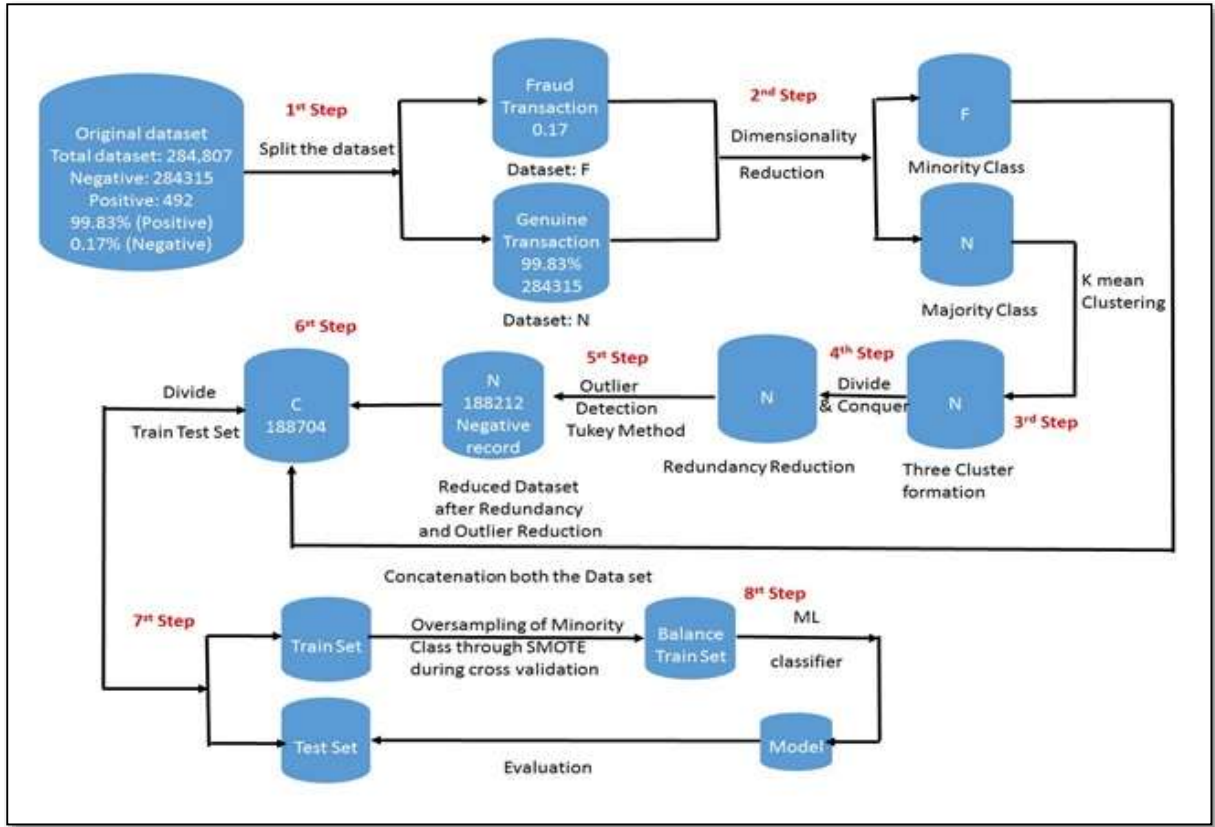 Original dataset
Total dataset: 284,807
Negative: 284315
Positive: 492
99.83% (Positive)
0.17% (Negative)
1st Step
Split the dataset
Fraud
Transaction
0.17
Dataset: F
Genuine
Transaction
99.83%
284315
Dataset: N
2nd Step
Dimensionality
Reduction
F
Minority Class
N
Majority Class
K mean
Clustering
3rd Step
N
Three Cluster
formation
4th Step
Divide
& Conquer
N
Redundancy Reduction
5st Step
Outlier
Detection
Tukey Method
N
188212
Negative
record
Reduced Dataset
after Redundancy
and Outlier Reduction
6st Step
C
188704
Divide
Train Test Set
Concatenation both the Data set
7st Step
Train Set
Oversampling of Minority
Class through SMOTE
during cross validation
Balance
Train Set
8st Step
ML
classifier
Test Set
Evaluation
Model